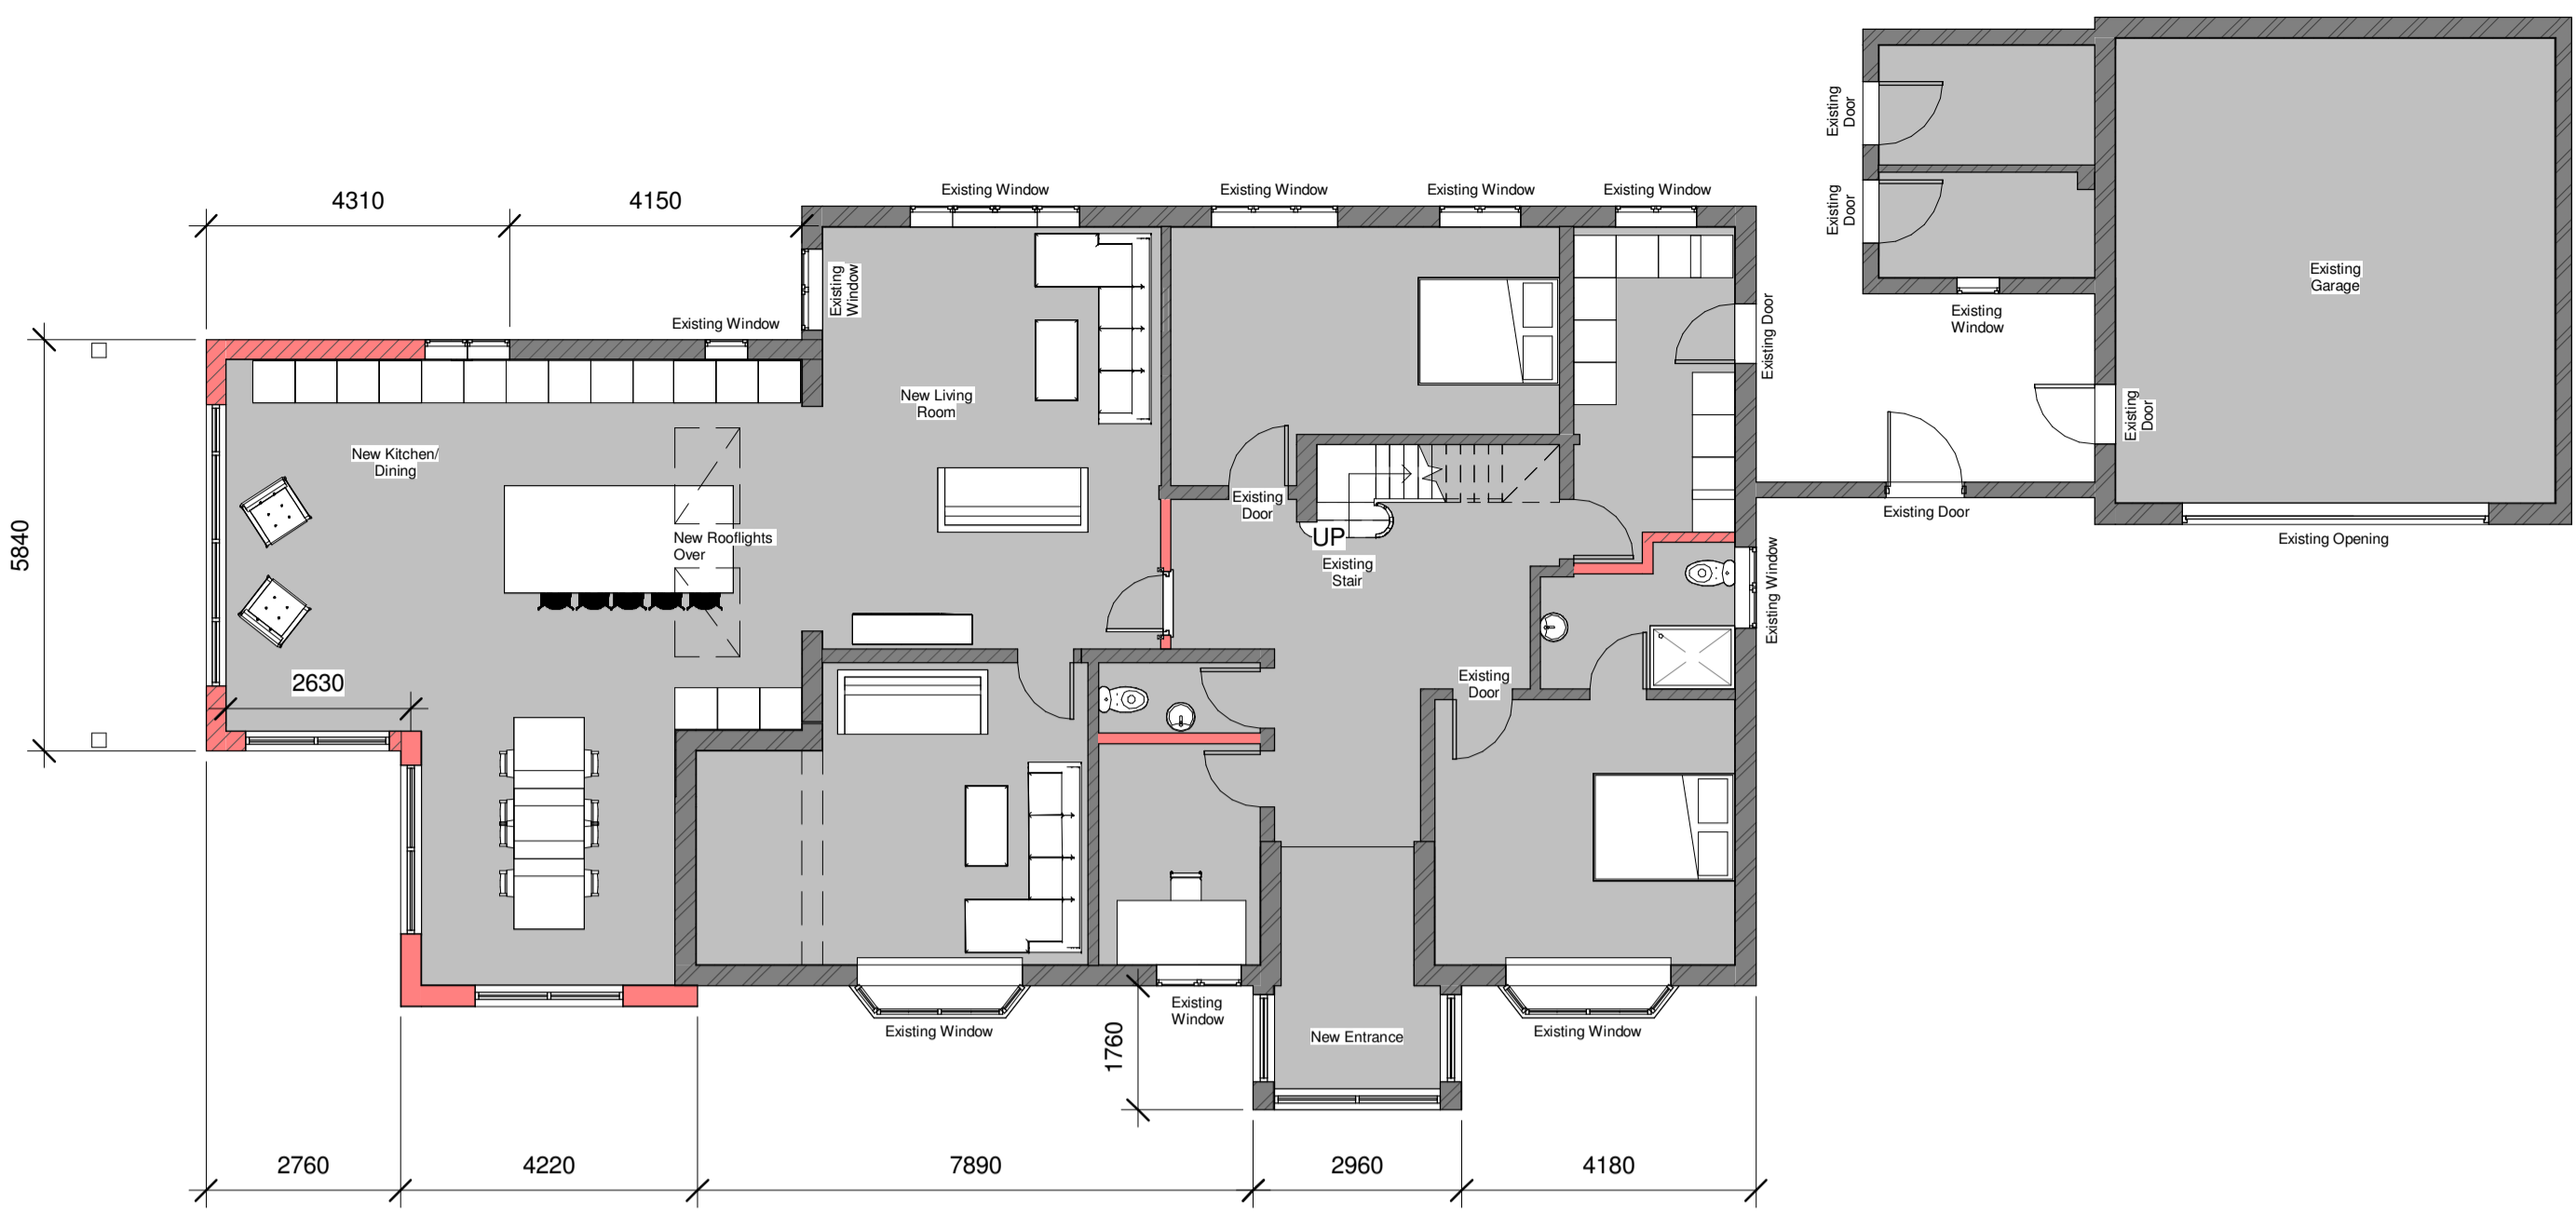 Existing
Door
Existing
Door
Existing
Garage
Existing
Window
Existing
Door
Existing Door
Existing Opening
4310
4150
Existing Window
Existing Window
Existing Window
Existing Window
Existing
Window
Existing Window
Existing Door
New Living
Room
New Kitchen/
Dining
5840
New Rooflights
Over
Existing
Door
UP
Existing
Stair
Existing Window
2630
Existing
Door
Existing
Window
Existing Window
1760
New Entrance
Existing Window
2760
4220
7890
2960
4180